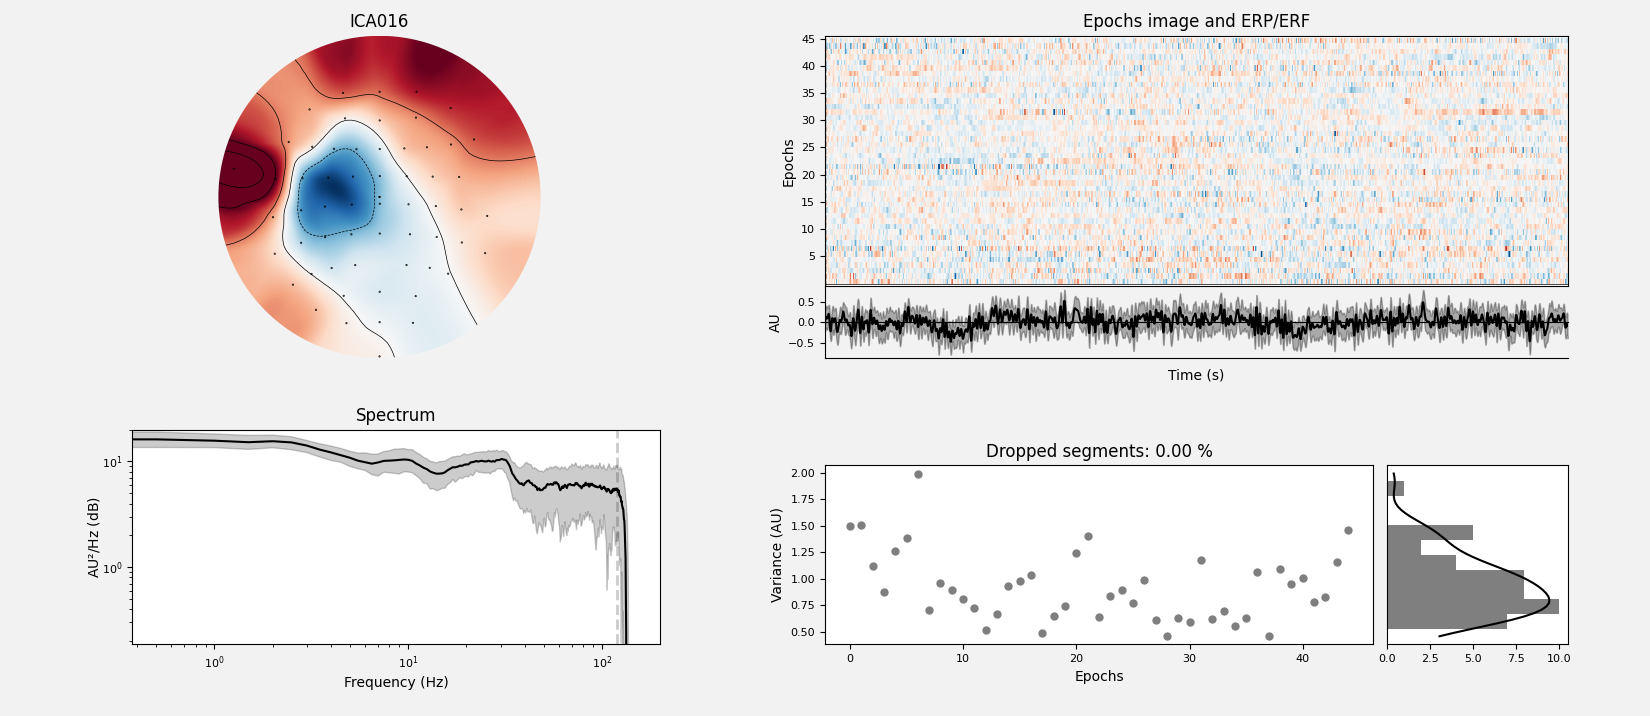 ICA016
Epochs image and ERP/ERF
45
40
35
30
25
20
15
10
5
Epochs
0.5
0.0
−0.5
AU
Time (s)
Spectrum
10¹
10⁰
AU²/Hz (dB)
10⁰ 10¹ 10²
Frequency (Hz)
Dropped segments: 0.00 %
2.00
1.75
1.50
1.25
1.00
0.75
0.50
Variance (AU)
0 10 20 30 40
Epochs
0.0 2.5 5.0 7.5 10.0